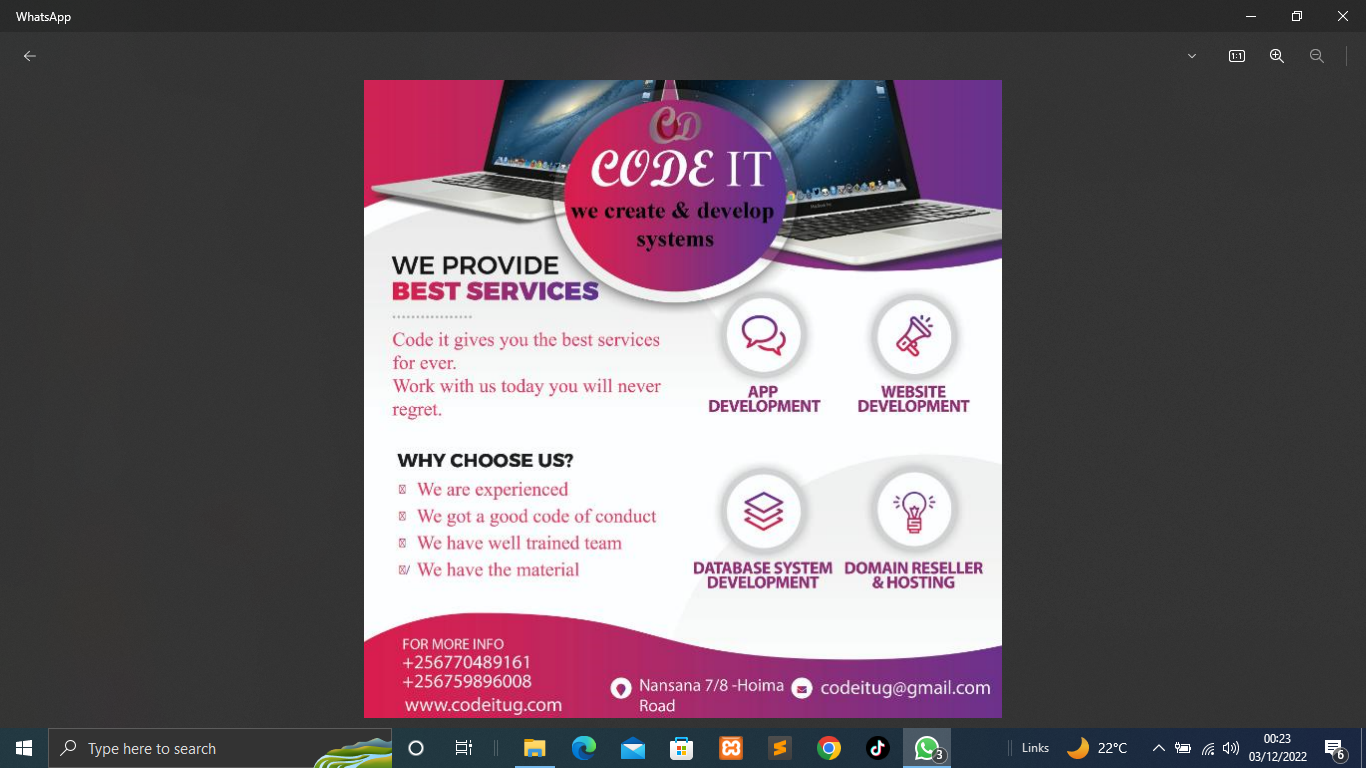 WhatsApp
1:1
CD
CODE IT
we create & develop
systems
WE PROVIDE
BEST SERVICES
Code it gives you the best services
for ever.
Work with us today you will never
regret.
APP
DEVELOPMENT
WEBSITE
DEVELOPMENT
WHY CHOOSE US?
We are experienced
We got a good code of conduct
We have well trained team
We have the material
DATABASE SYSTEM
DEVELOPMENT
DOMAIN RESELLER
& HOSTING
FOR MORE INFO
+256770489161
+256759896008
www.codeitug.com
Nansana 7/8 -Hoima
Road
codeitug@gmail.com
Type here to search
3
Links
22°C
00:23
03/12/2022
6